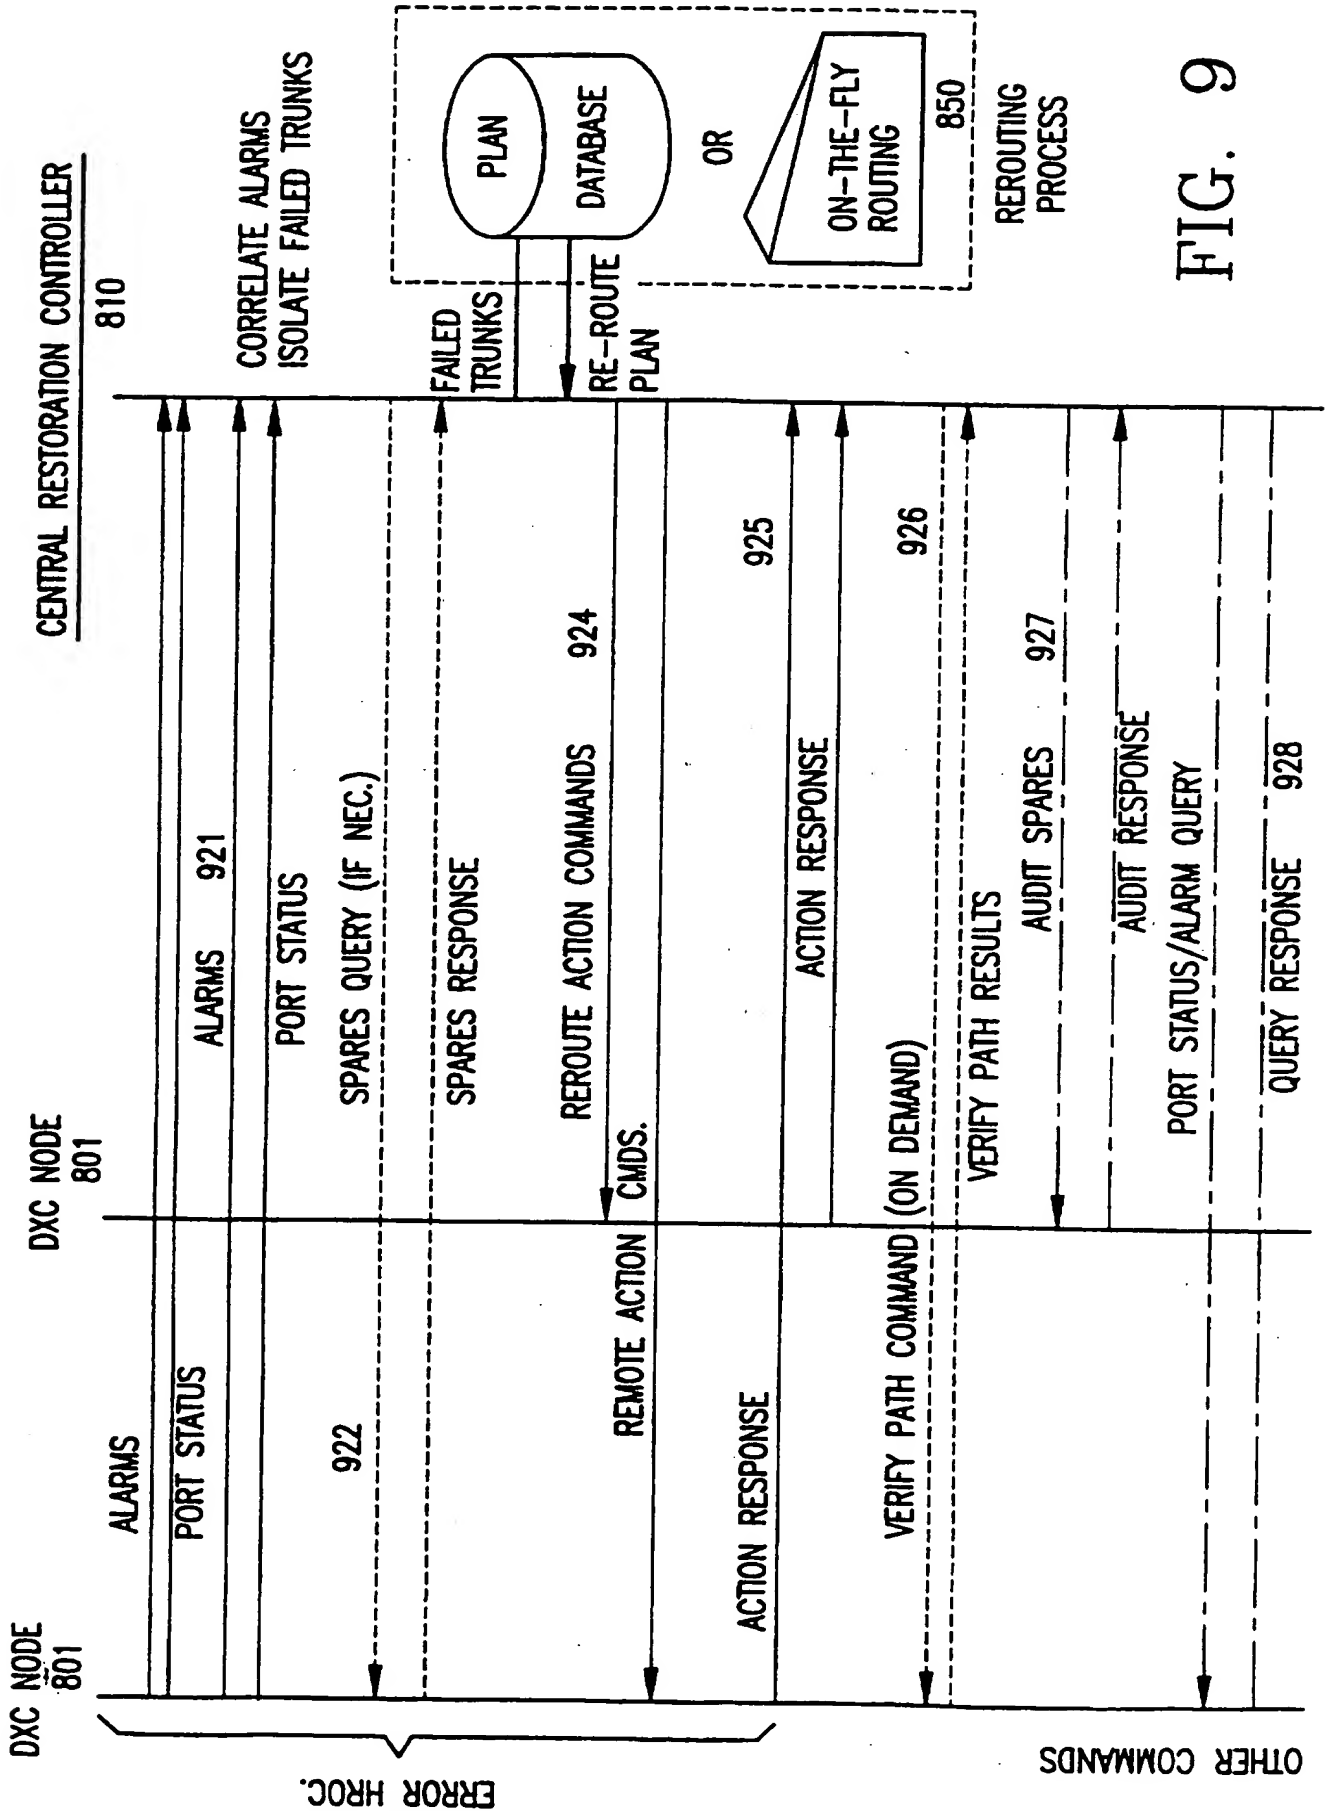 DXC NODE
801
DXC NODE
801
CENTRAL RESTORATION CONTROLLER
810
ALARMS
PORT STATUS
ALARMS 921
PORT STATUS
CORRELATE ALARMS
ISOLATE FAILED TRUNKS
922
SPARES QUERY (IF NEC.)
SPARES RESPONSE
FAILED
TRUNKS
RE-ROUTE
PLAN
PLAN
DATABASE
OR
ON-THE-FLY
ROUTING
850
REROUTING
PROCESS
REROUTE ACTION COMMANDS 924
REMOTE ACTION CMDS.
ACTION RESPONSE
925
ACTION RESPONSE
VERIFY PATH COMMAND (ON DEMAND)
926
VERIFY PATH RESULTS
AUDIT SPARES 927
AUDIT RESPONSE
PORT STATUS/ALARM QUERY
QUERY RESPONSE 928
ERROR HROC.
OTHER COMMANDS
FIG. 9